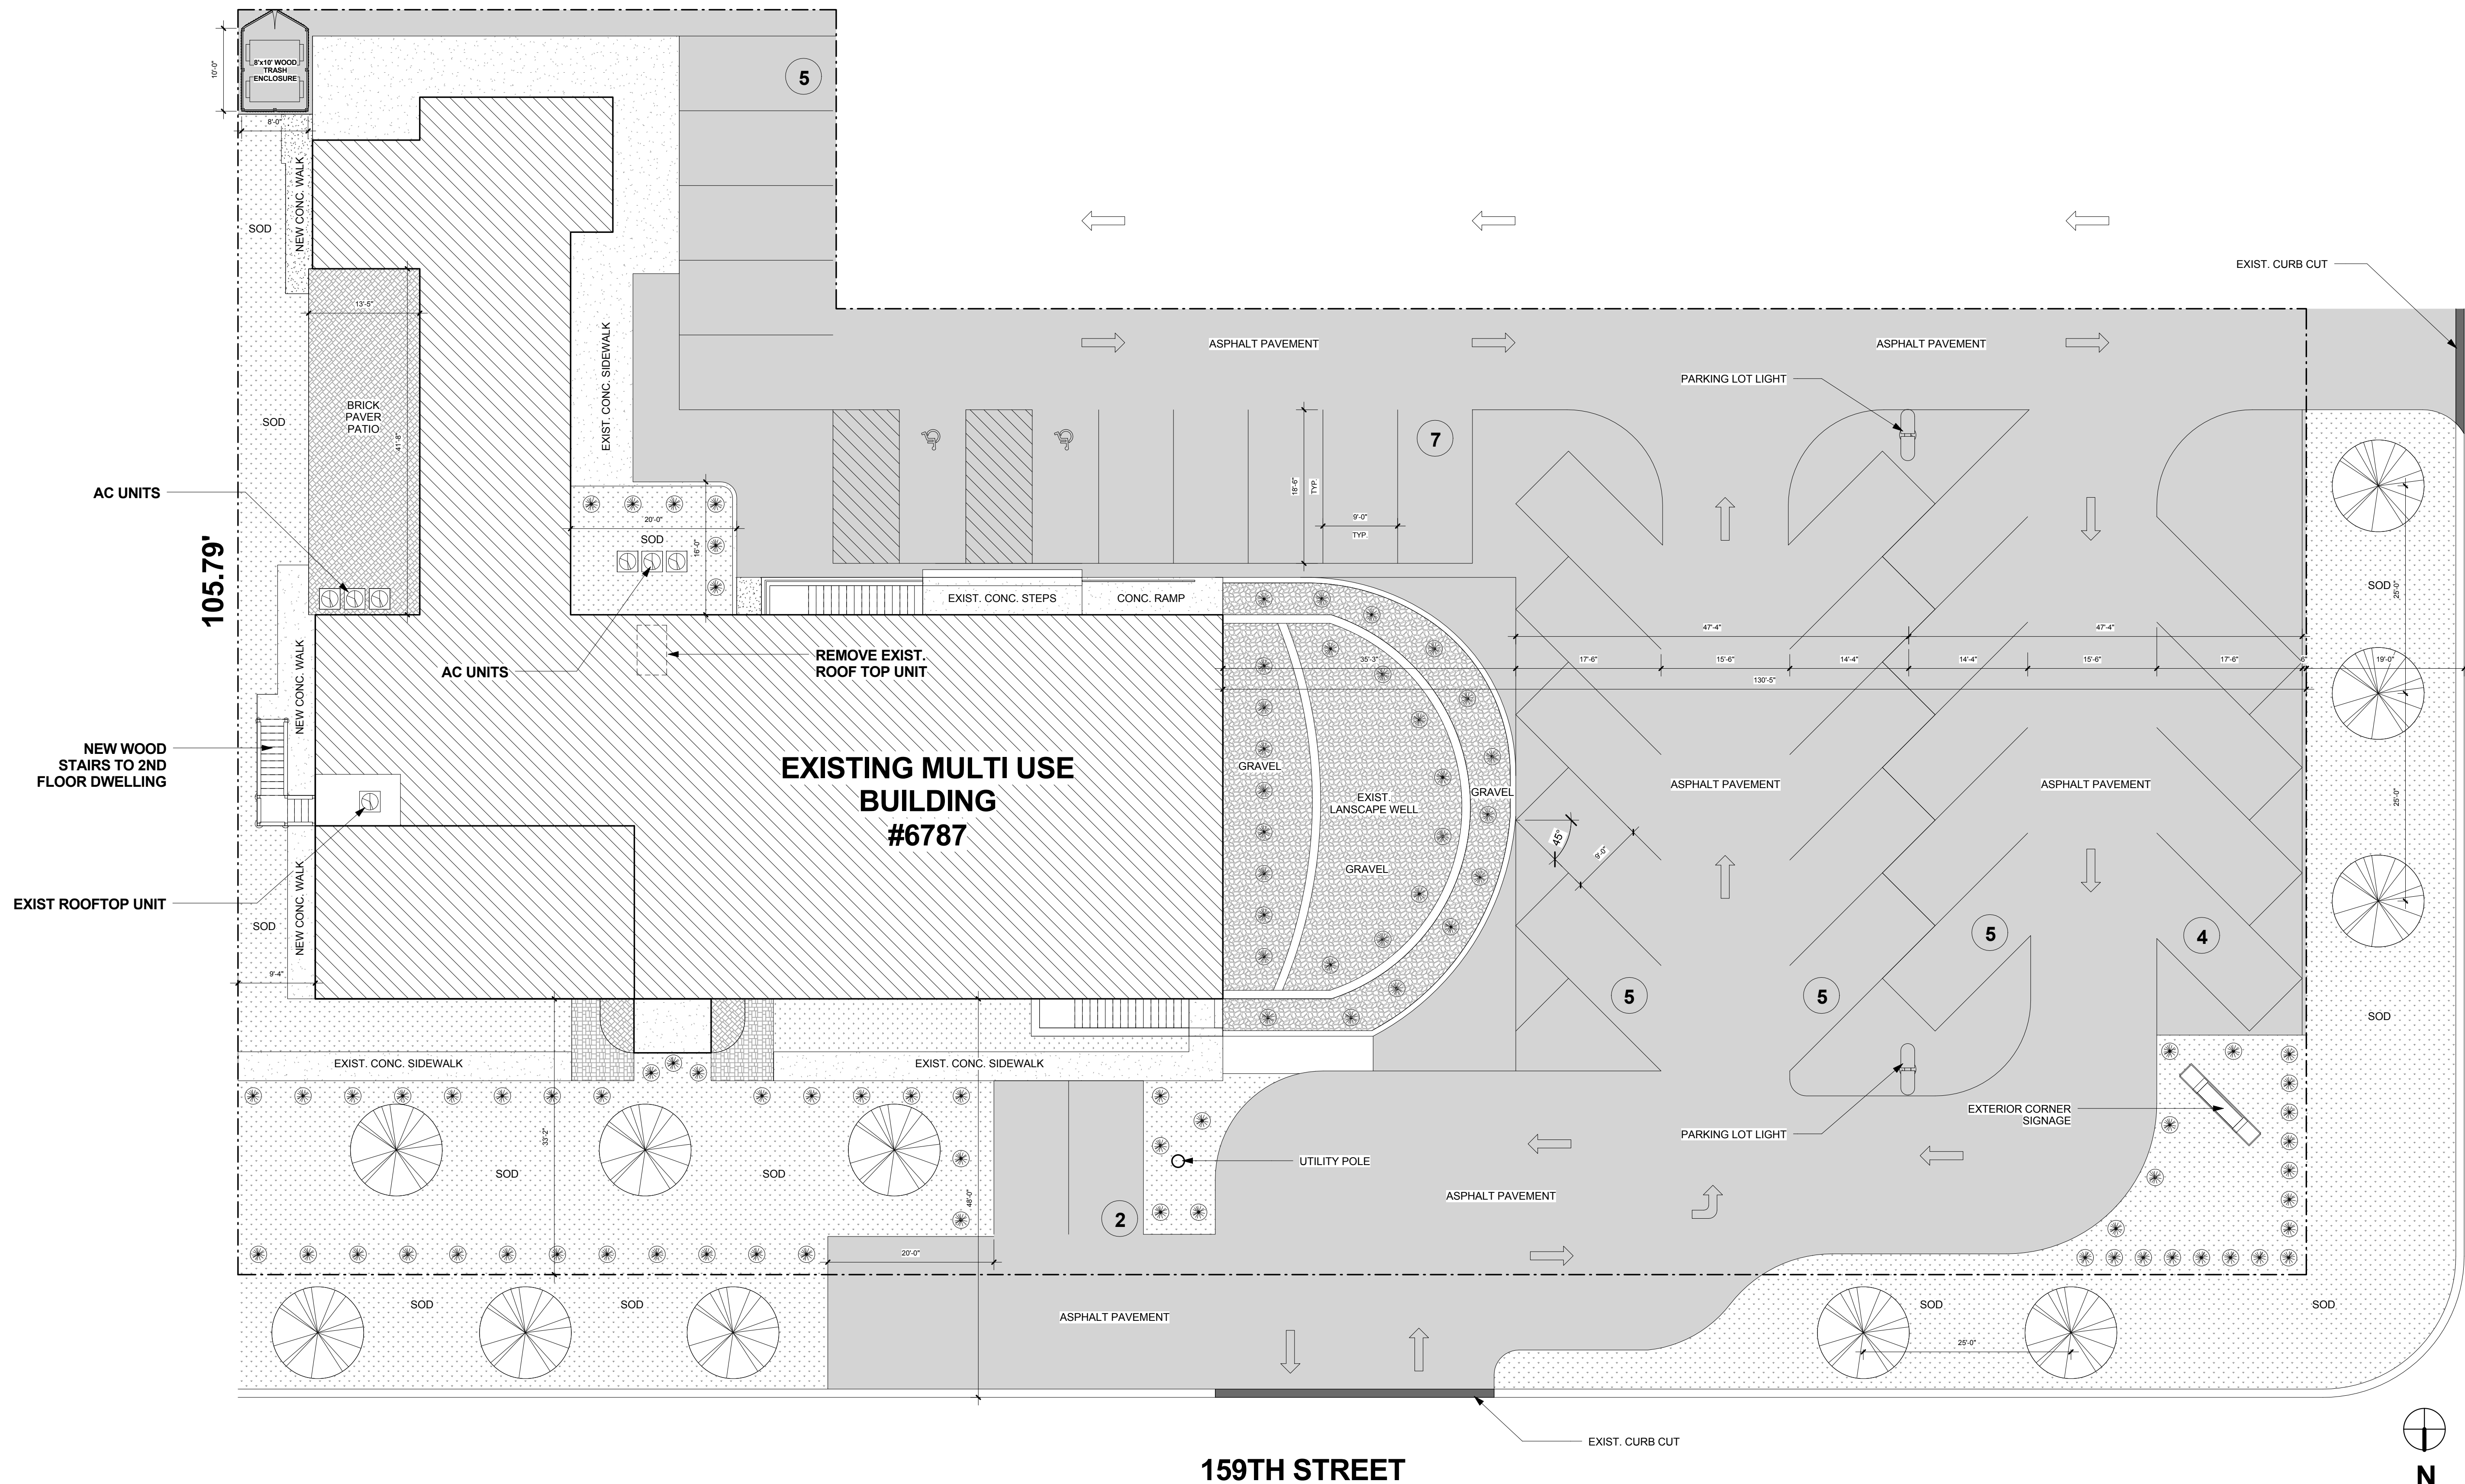 8'x10' WOOD
TRASH
ENCLOSURE
10'-0"
8'-0"
5
NEW CONC. WALK
SOD
13'-5"
EXIST. CURB CUT
EXIST. CONC. SIDEWALK
ASPHALT PAVEMENT
ASPHALT PAVEMENT
PARKING LOT LIGHT
BRICK
PAVER
PATIO
SOD
41'-8"
7
AC UNITS
18'-6"
TYP.
9'-0"
TYP.
20'-0"
SOD
16'-0"
105.79'
SOD
25'-0"
EXIST. CONC. STEPS
CONC. RAMP
47'-4"
47'-4"
NEW CONC. WALK
AC UNITS
REMOVE EXIST.
ROOF TOP UNIT
35'-3"
17'-6"
15'-6"
14'-4"
14'-4"
15'-6"
17'-6"
6"
19'-0"
130'-5"
NEW WOOD
STAIRS TO 2ND
FLOOR DWELLING
EXISTING MULTI USE
BUILDING
#6787
GRAVEL
EXIST.
LANSCAPE WELL
GRAVEL
ASPHALT PAVEMENT
ASPHALT PAVEMENT
25'-0"
45°
9'-0"
GRAVEL
EXIST ROOFTOP UNIT
NEW CONC. WALK
SOD
9'-4"
5
5
5
4
SOD
EXIST. CONC. SIDEWALK
EXIST. CONC. SIDEWALK
EXTERIOR CORNER
SIGNAGE
PARKING LOT LIGHT
33'-2"
SOD
SOD
UTILITY POLE
48'-0"
2
ASPHALT PAVEMENT
20'-0"
SOD
SOD
ASPHALT PAVEMENT
SOD
SOD
25'-0"
EXIST. CURB CUT
159TH STREET
N